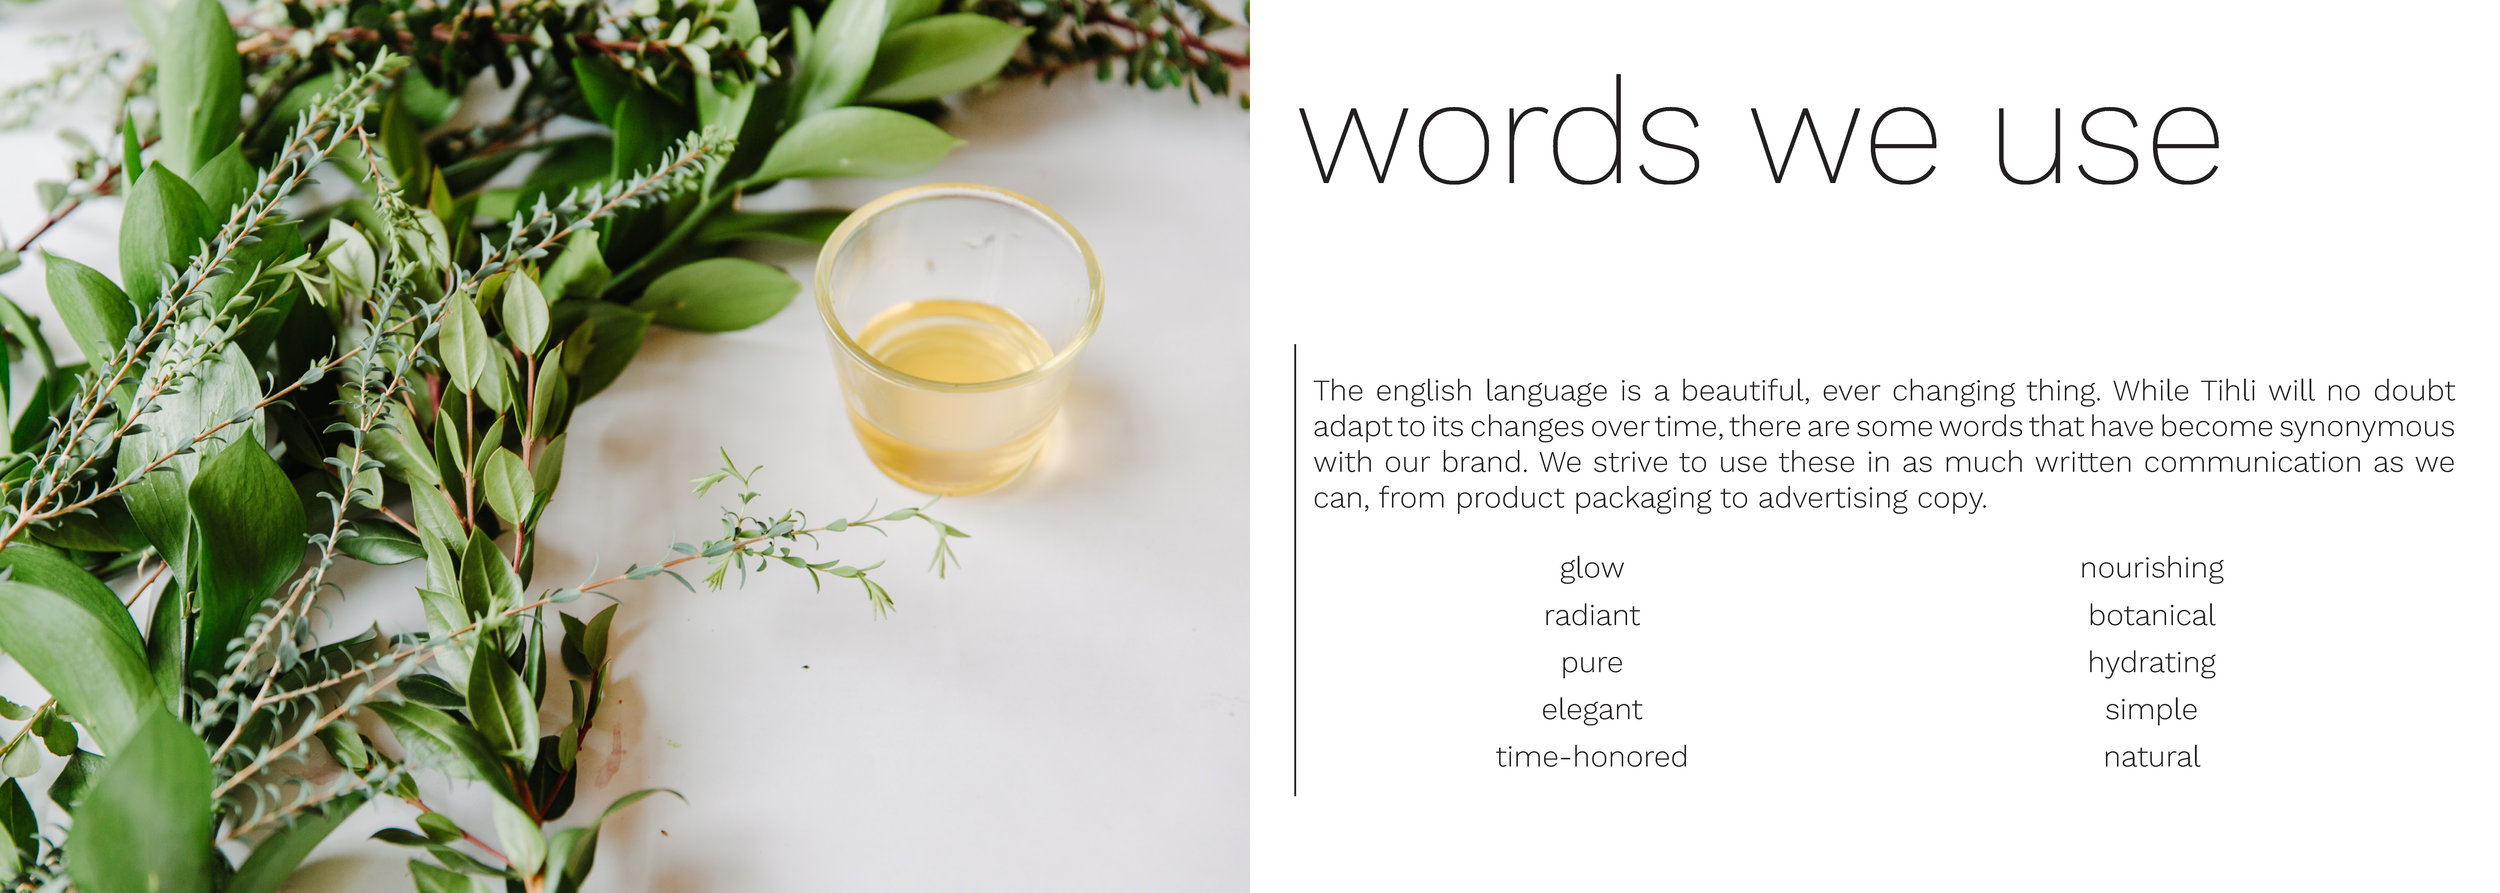 words we use
The english language is a beautiful, ever changing thing. While Tihli will no doubt
adapt to its changes over time, there are some words that have become synonymous
with our brand. We strive to use these in as much written communication as we
can, from product packaging to advertising copy.
glow
radiant
pure
elegant
time-honored
nourishing
botanical
hydrating
simple
natural